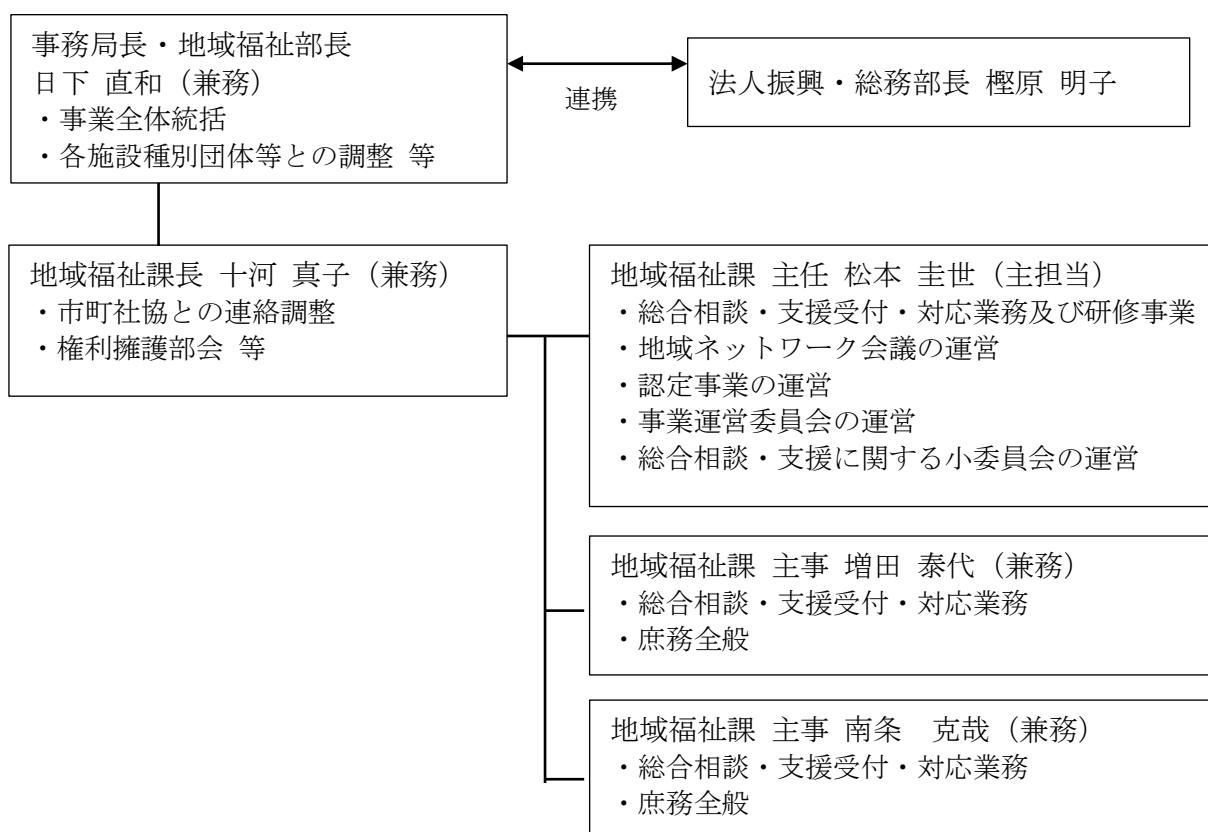 事務局長・地域福祉部長
日下 直和（兼務）
・事業全体統括
・各施設種別団体等との調整 等
連携
法人振興・総務部長 樫原 明子
地域福祉課長 十河 真子（兼務）
・市町社協との連絡調整
・権利擁護部会 等
地域福祉課 主任 松本 圭世（主担当）
・総合相談・支援受付・対応業務及び研修事業
・地域ネットワーク会議の運営
・認定事業の運営
・事業運営委員会の運営
・総合相談・支援に関する小委員会の運営
地域福祉課 主事 増田 泰代（兼務）
・総合相談・支援受付・対応業務
・庶務全般
地域福祉課 主事 南条　克哉（兼務）
・総合相談・支援受付・対応業務
・庶務全般